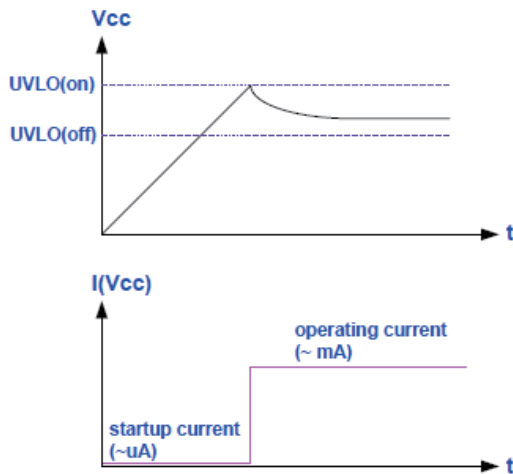 Vcc
UVLO(on)
UVLO(off)
t
I(Vcc)
operating current
(~ mA)
startup current
(~uA)
t